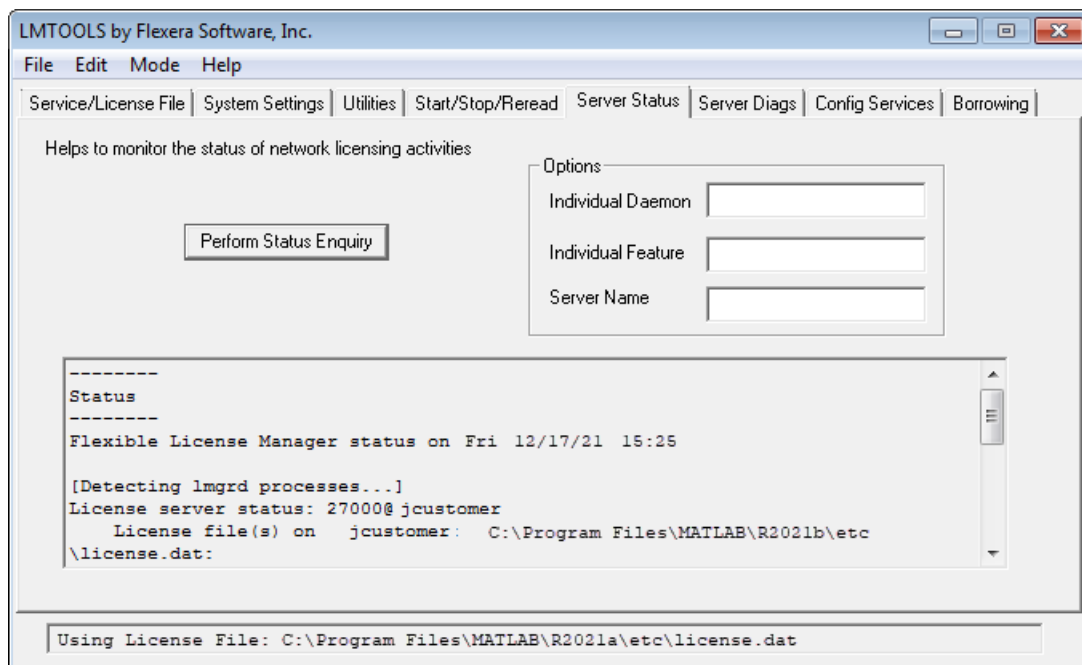 LMTOOLS by Flexera Software, Inc.
File Edit Mode Help
Service/License File System Settings Utilities Start/Stop/Reread Server Status Server Diags Config Services Borrowing
Helps to monitor the status of network licensing activities
Options
Individual Daemon
Perform Status Enquiry
Individual Feature
Server Name
--------
Status
--------
Flexible License Manager status on Fri 12/17/21 15:25
[Detecting lmgrd processes...]
License server status: 27000@jcustomer
License file(s) on jcustomer: C:\Program Files\MATLAB\R2021b\etc
\license.dat:
Using License File: C:\Program Files\MATLAB\R2021a\etc\license.dat